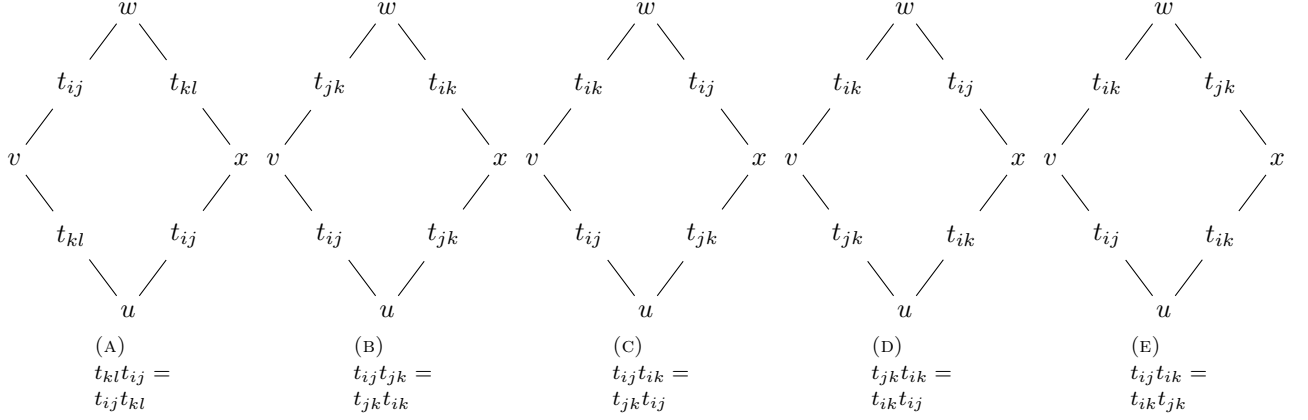 w w w w w
t_{ij} t_{kl} t_{jk} t_{ik} t_{ik} t_{ij} t_{ik} t_{ij} t_{ik} t_{jk}
v x v x v x v x v x
t_{kl} t_{ij} t_{ij} t_{jk} t_{ij} t_{jk} t_{jk} t_{ik} t_{ij} t_{ik}
u u u u u
(A) (B) (C) (D) (E)
t_{kl}t_{ij} = t_{ij}t_{jk} = t_{ij}t_{ik} = t_{jk}t_{ik} = t_{ij}t_{ik} =
t_{ij}t_{kl} t_{jk}t_{ik} t_{jk}t_{ij} t_{ik}t_{ij} t_{ik}t_{jk}